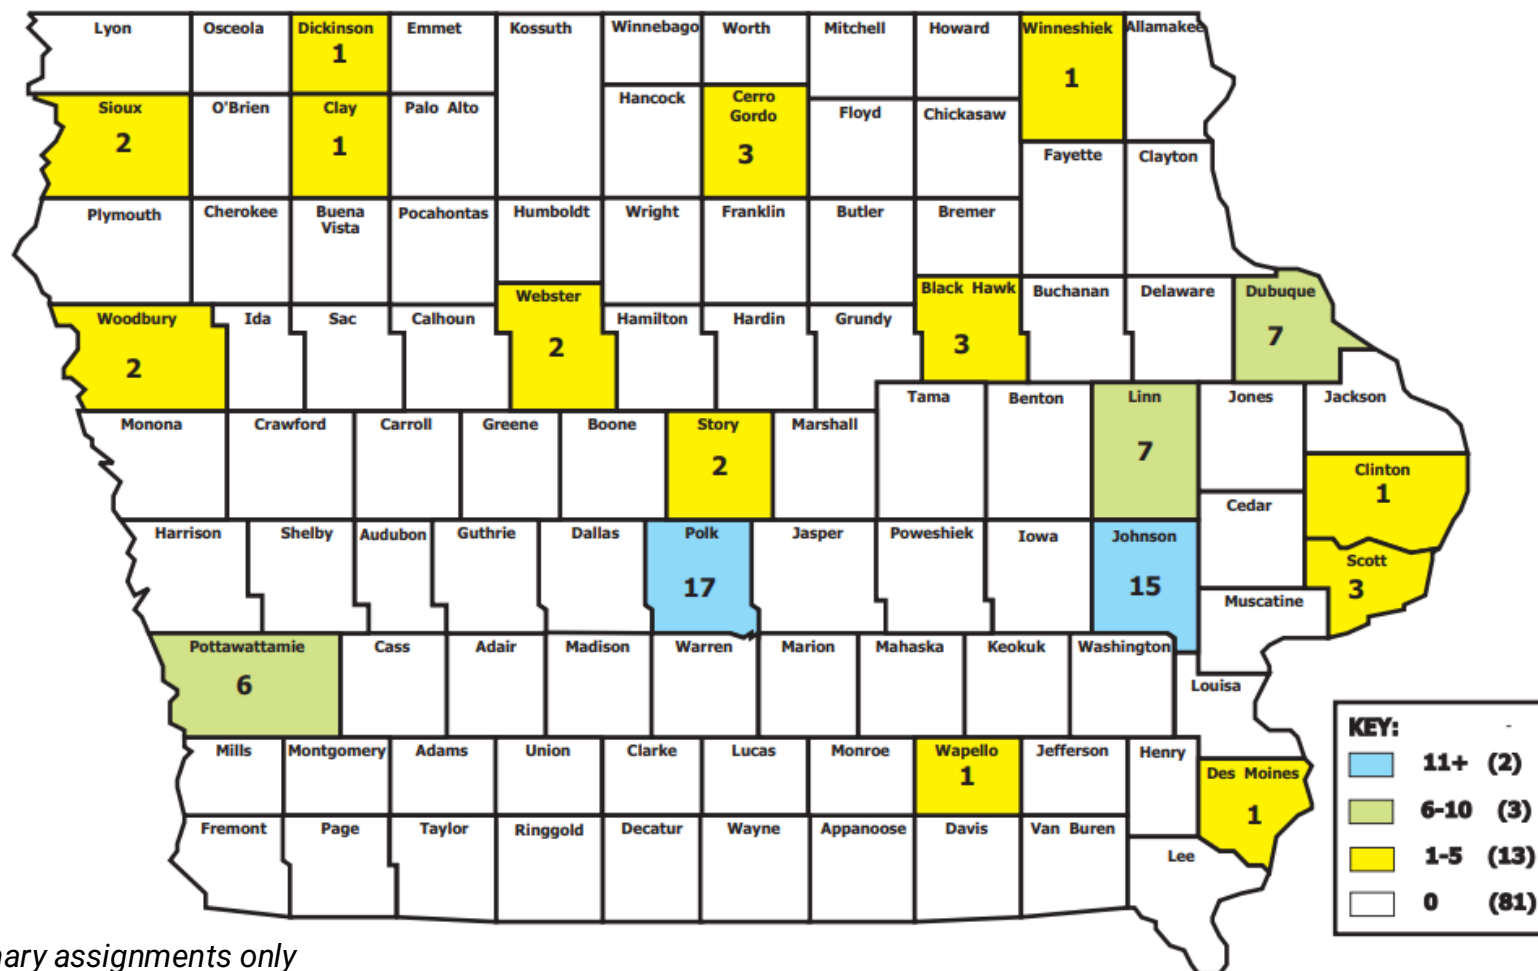 Lyon Osceola Dickinson Emmet Kossuth Winnebago Worth Mitchell Howard Winneshiek Allamakee
1
1
Sioux O'Brien Clay Palo Alto Hancock Cerro Gordo Floyd Chickasaw
2
1
3
Fayette Clayton
Plymouth Cherokee Buena Vista Pocahontas Humboldt Wright Franklin Butler Bremer
Woodbury Ida Sac Calhoun Webster Hamilton Hardin Grundy Black Hawk Buchanan Delaware Dubuque
2
2
3
7
Tama Benton Linn Jones Jackson
Monona Crawford Carroll Greene Boone Story Marshall
2
7
Clinton
1
Cedar
Harrison Shelby Audubon Guthrie Dallas Polk Jasper Poweshiek Iowa Johnson
17
15
Scott
3
Muscatine
Pottawattamie Cass Adair Madison Warren Marion Mahaska Keokuk Washington
6
Louisa
Mills Montgomery Adams Union Clarke Lucas Monroe Wapello Jefferson Henry
1
Des Moines
1
Fremont Page Taylor Ringgold Decatur Wayne Appanoose Davis Van Buren
Lee
KEY: -
11+ (2)
6-10 (3)
1-5 (13)
0 (81)
assignments only